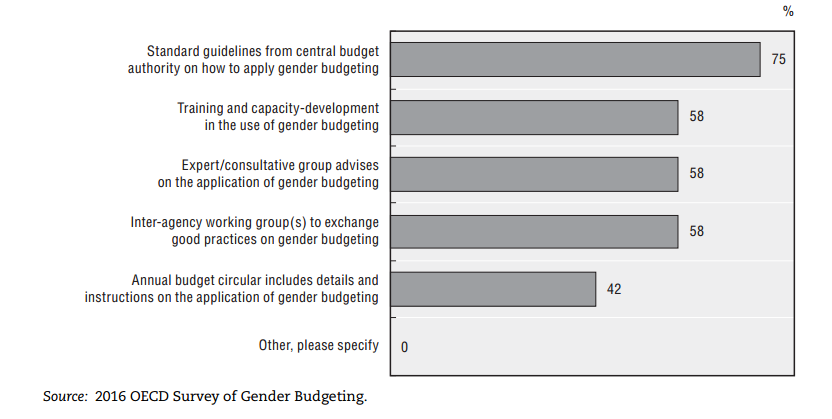 %
Standard guidelines from central budget
authority on how to apply gender budgeting
75
Training and capacity-development
in the use of gender budgeting
58
Expert/consultative group advises
on the application of gender budgeting
58
Inter-agency working group(s) to exchange
good practices on gender budgeting
58
Annual budget circular includes details and
instructions on the application of gender budgeting
42
Other, please specify
0
Source: 2016 OECD Survey of Gender Budgeting.